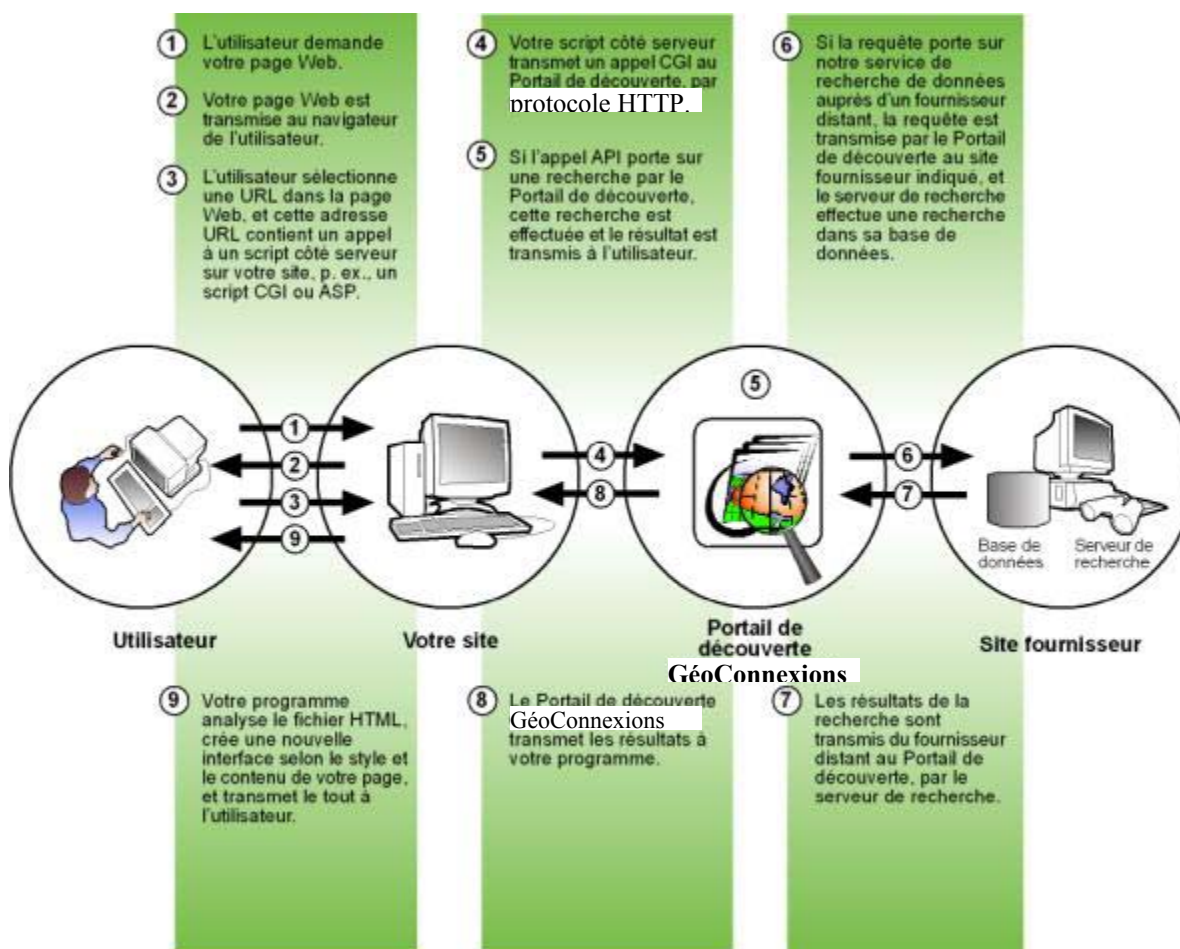 1 L'utilisateur demande
votre page Web.
2 Votre page Web est
transmise au navigateur
de l'utilisateur.
3 L'utilisateur sélectionne
une URL dans la page
Web, et cette adresse
URL contient un appel
à un script côté serveur
sur votre site, p. ex., un
script CGI ou ASP.
4 Votre script côté serveur
transmet un appel CGI au
Portail de découverte, par
protocole HTTP.
5 Si l'appel API porte sur
une recherche par le
Portail de découverte,
cette recherche est
effectuée et le résultat est
transmis à l'utilisateur.
6 Si la requête porte sur
notre service de
recherche de données
auprès d'un fournisseur
distant, la requête est
transmise par le Portail
de découverte au site
fournisseur indiqué, et
le serveur de recherche
effectue une recherche
dans sa base de
données.
5
1
2
3
9
4
8
6
7
Base de
données
Serveur de
recherche
Utilisateur
Votre site
Portail de
découverte
GéoConnexions
Site fournisseur
9 Votre programme
analyse le fichier HTML,
crée une nouvelle
interface selon le style et
le contenu de votre page,
et transmet le tout à
l'utilisateur.
8 Le Portail de découverte
GéoConnexions
transmet les résultats à
votre programme.
7 Les résultats de la
recherche sont
transmis du fournisseur
distant au Portail de
découverte, par le
serveur de recherche.